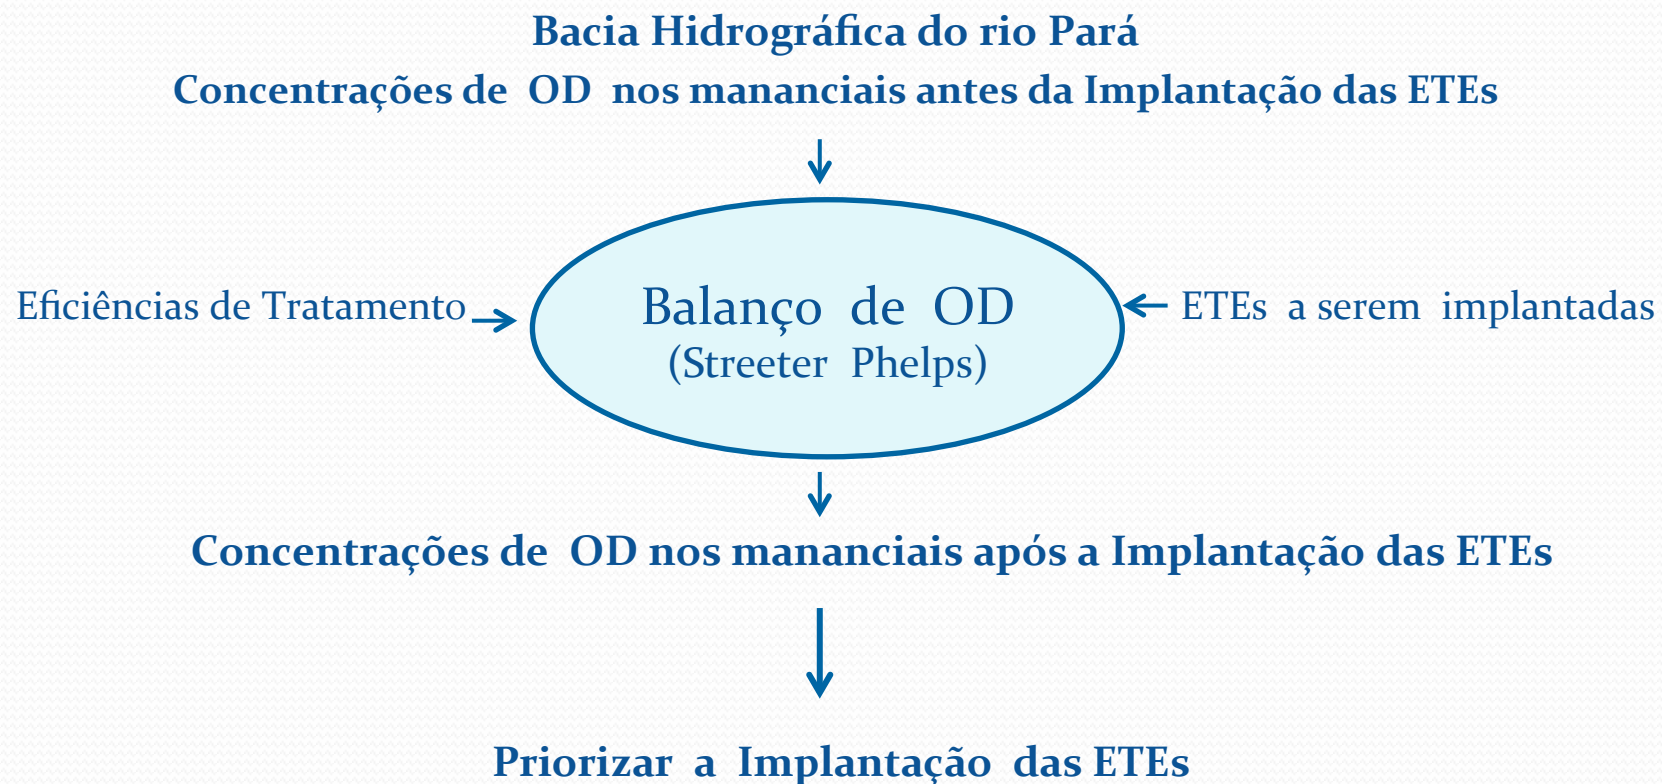 Bacia Hidrográfica do rio Pará
Concentrações de OD nos mananciais antes da Implantação das ETEs
Eficiências de Tratamento
Balanço de OD
(Streeter Phelps)
ETEs a serem implantadas
Concentrações de OD nos mananciais após a Implantação das ETEs
Priorizar a Implantação das ETEs